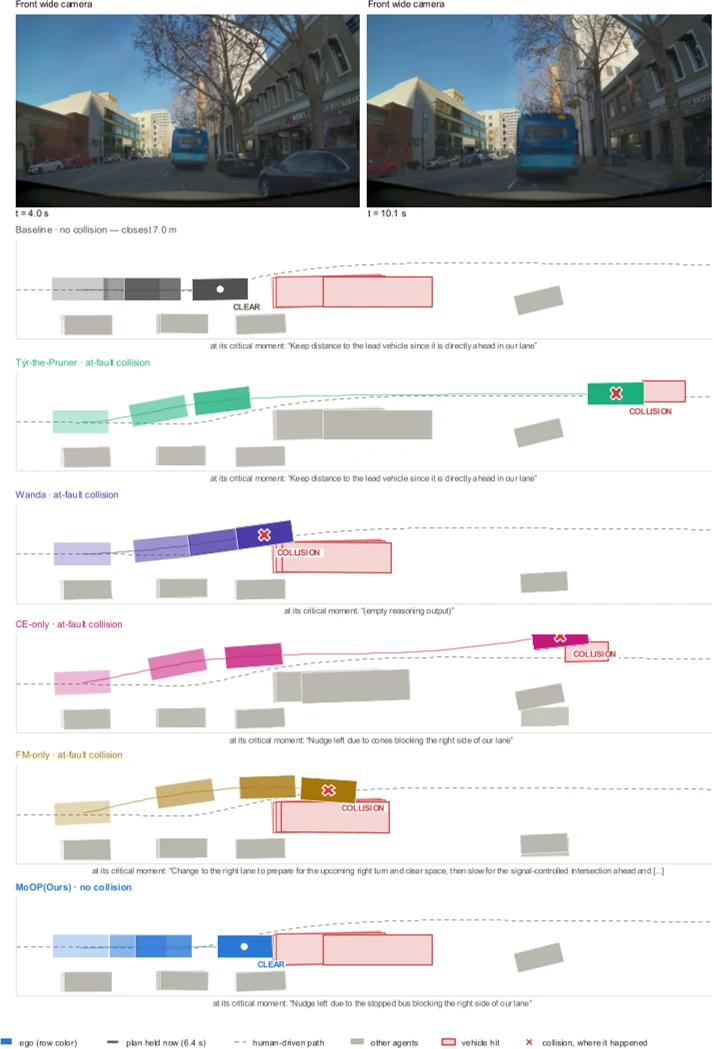 Front wide camera
Front wide camera
t = 4.0 s
t = 10.1 s
Baseline · no collision — closest 7.0 m
CLEAR
at its critical moment: "Keep distance to the lead vehicle since it is directly ahead in our lane"
Týr-the-Pruner · at-fault collision
COLLISION
at its critical moment: "Keep distance to the lead vehicle since it is directly ahead in our lane"
Wanda · at-fault collision
COLLISION
at its critical moment: "(empty reasoning output)"
CE-only · at-fault collision
COLLISION
at its critical moment: "Nudge left due to cones blocking the right side of our lane"
FM-only · at-fault collision
COLLISION
at its critical moment: "Change to the right lane to prepare for the upcoming right turn and clear space, then slow for the signal-controlled intersection ahead and [...]
MoOP(Ours) · no collision
CLEAR
at its critical moment: "Nudge left due to the stopped bus blocking the right side of our lane"
ego (row color)
plan held now (6.4 s)
human-driven path
other agents
vehicle hit
collision, where it happened